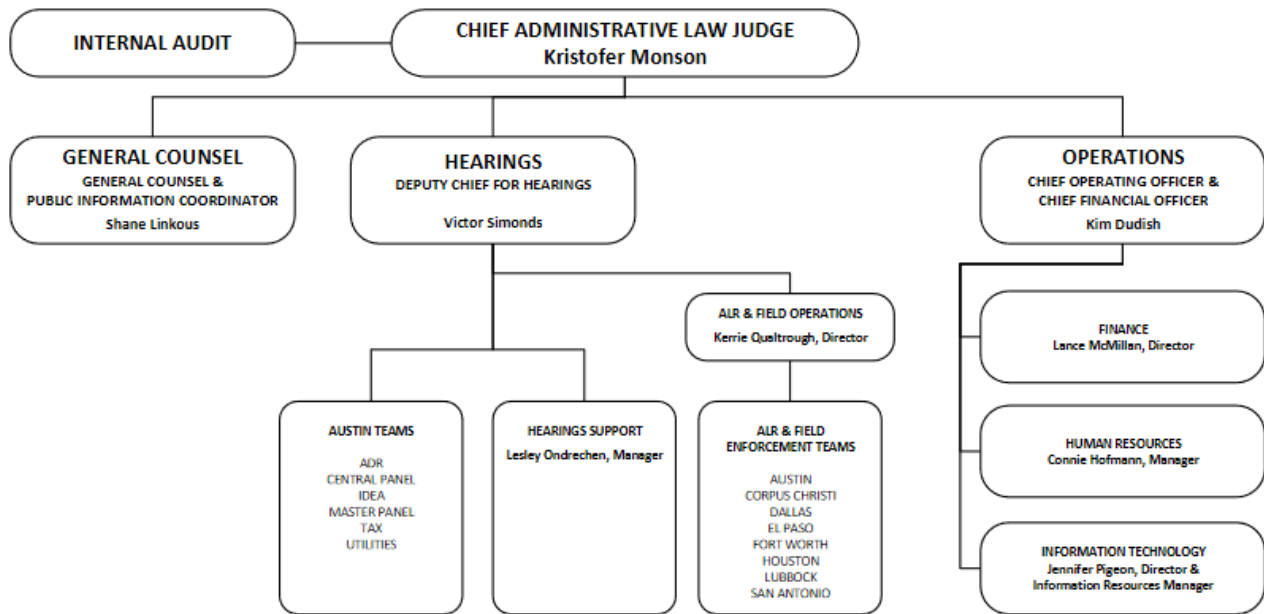 INTERNAL AUDIT
CHIEF ADMINISTRATIVE LAW JUDGE
Kristofer Monson
GENERAL COUNSEL
GENERAL COUNSEL &
PUBLIC INFORMATION COORDINATOR
Shane Linkous
HEARINGS
DEPUTY CHIEF FOR HEARINGS
Victor Simonds
OPERATIONS
CHIEF OPERATING OFFICER &
CHIEF FINANCIAL OFFICER
Kim Dudish
ALR & FIELD OPERATIONS
Kerrie Qualtrough, Director
FINANCE
Lance McMillan, Director
AUSTIN TEAMS
ADR
CENTRAL PANEL
IDEA
MASTER PANEL
TAX
UTILITIES
HEARINGS SUPPORT
Lesley Ondrechen, Manager
ALR & FIELD
ENFORCEMENT TEAMS
AUSTIN
CORPUS CHRISTI
DALLAS
EL PASO
FORT WORTH
HOUSTON
LUBBOCK
SAN ANTONIO
HUMAN RESOURCES
Connie Hofmann, Manager
INFORMATION TECHNOLOGY
Jennifer Pigeon, Director &
Information Resources Manager